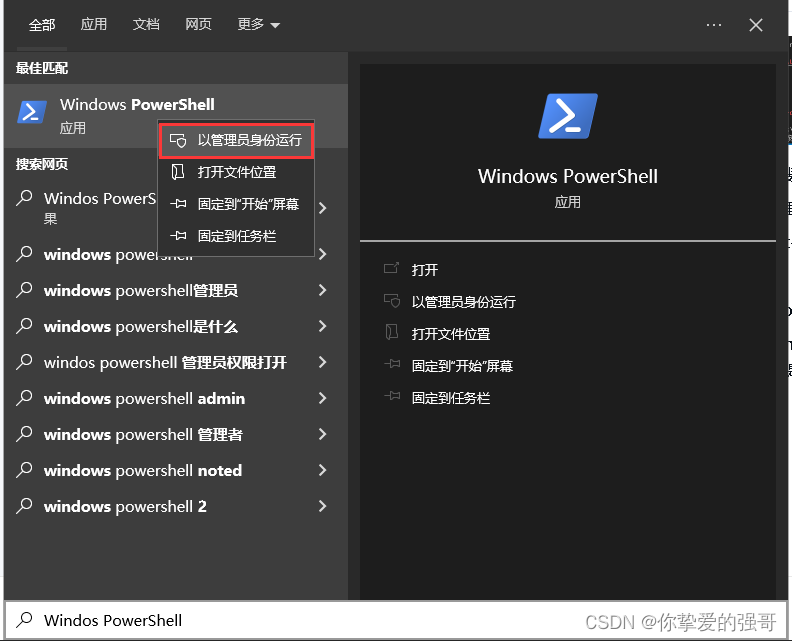 全部 应用 文档 网页 更多 ...
最佳匹配
Windows PowerShell
应用
以管理员身份运行
打开文件位置
固定到"开始"屏幕
固定到任务栏
搜索网页
Windos PowerS
果
windows powershell
windows powershell管理员
windows powershell是什么
windos powershell 管理员权限打开
windows powershell admin
windows powershell 管理者
windows powershell noted
windows powershell 2
Windows PowerShell
应用
打开
以管理员身份运行
打开文件位置
固定到"开始"屏幕
固定到任务栏
Windos PowerShell
CSDN @你挚爱的强哥